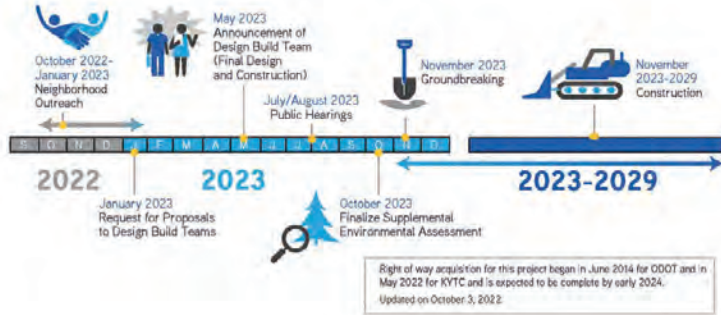 May 2023
Announcement of
Design Build Team
(Final Design
and Construction)
October 2022-
January 2023
Neighborhood
Outreach
July/August 2023
Public Hearings
November 2023
Groundbreaking
November
2023-2029
Construction
S O N D J F M A M J J A S O N D
2022
2023
2023-2029
January 2023
Request for Proposals
to Design Build Teams
October 2023
Finalize Supplemental
Environmental Assessment
Right of way acquisition for this project began in June 2014 for ODOT and in
May 2022 for KYTC and is expected to be complete by early 2024.
Updated on October 3, 2022.